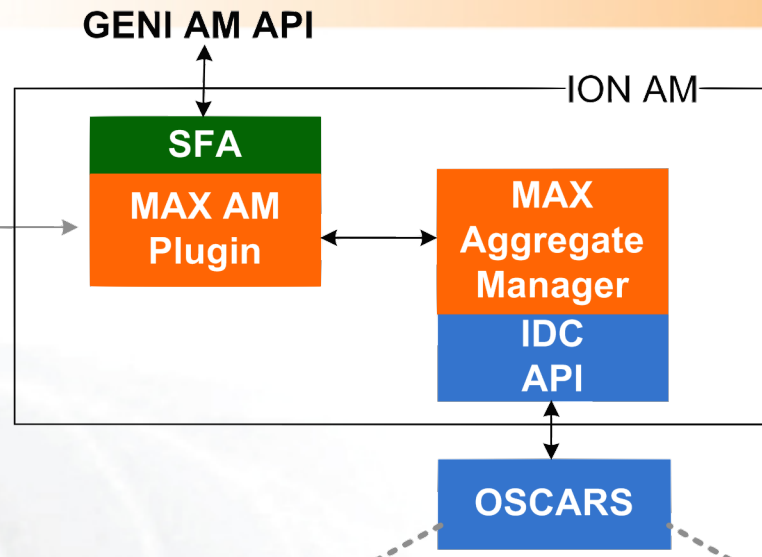 GENI AM API
ION AM
SFA
MAX AM
Plugin
MAX
Aggregate
Manager
IDC
API
OSCARS